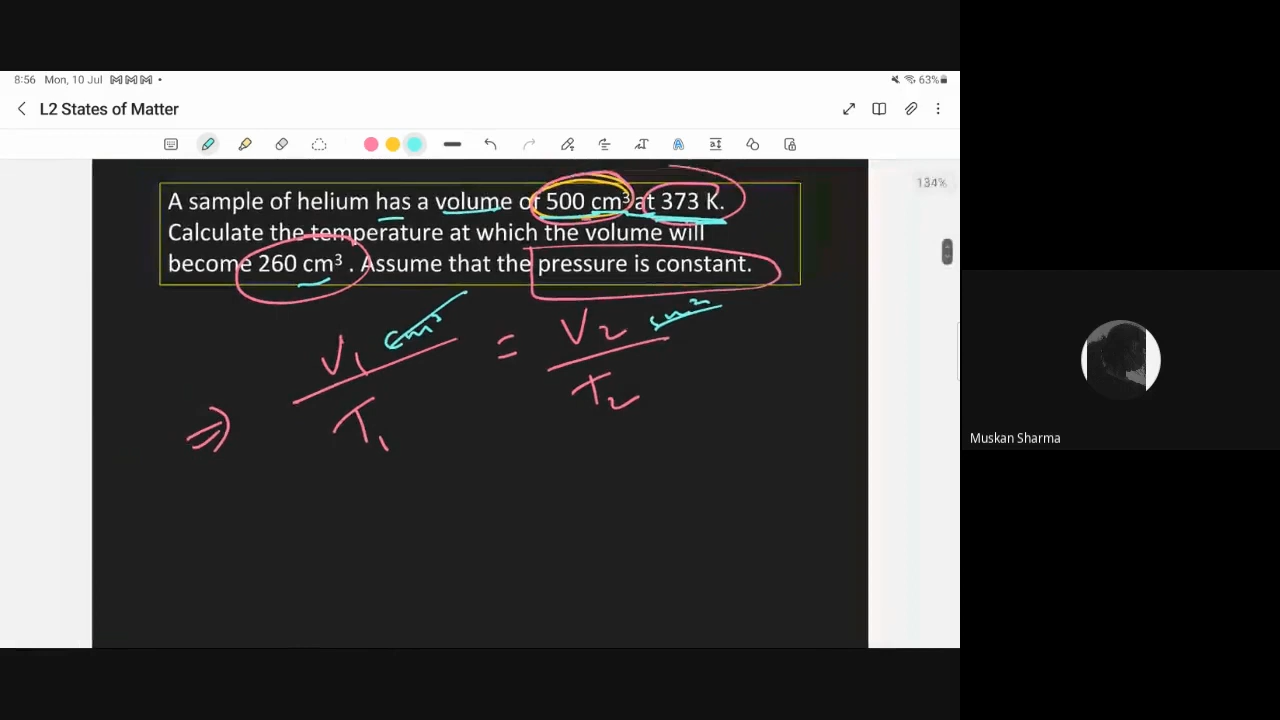 8:56 Mon, 10 Jul
63%
L2 States of Matter
134%
A sample of helium has a volume of 500 cm³ at 373 K.
Calculate the temperature at which the volume will
become 260 cm³ . Assume that the pressure is constant.
⇒ V₁ cm³ / T₁ = V₂ / T₂
Muskan Sharma